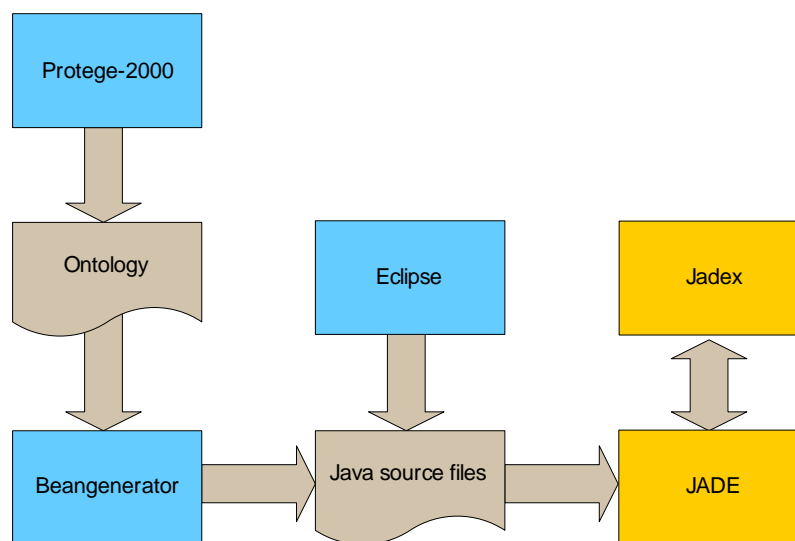 Protege-2000
Ontology
Eclipse
Jadex
Beangenerator
Java source files
JADE